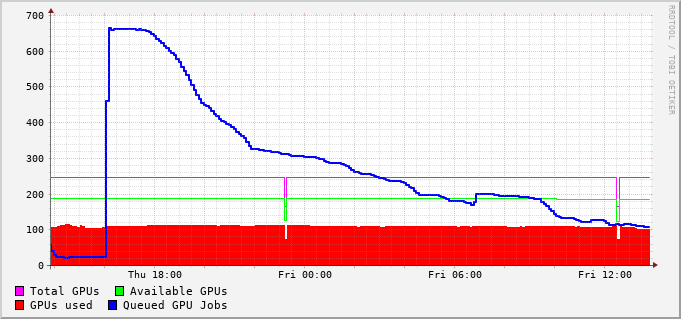 700
600
500
400
300
200
100
0
Thu 18:00 Fri 00:00 Fri 06:00 Fri 12:00
Total GPUs Available GPUs
GPUs used Queued GPU Jobs
RRDTOOL / TOBI OETIKER